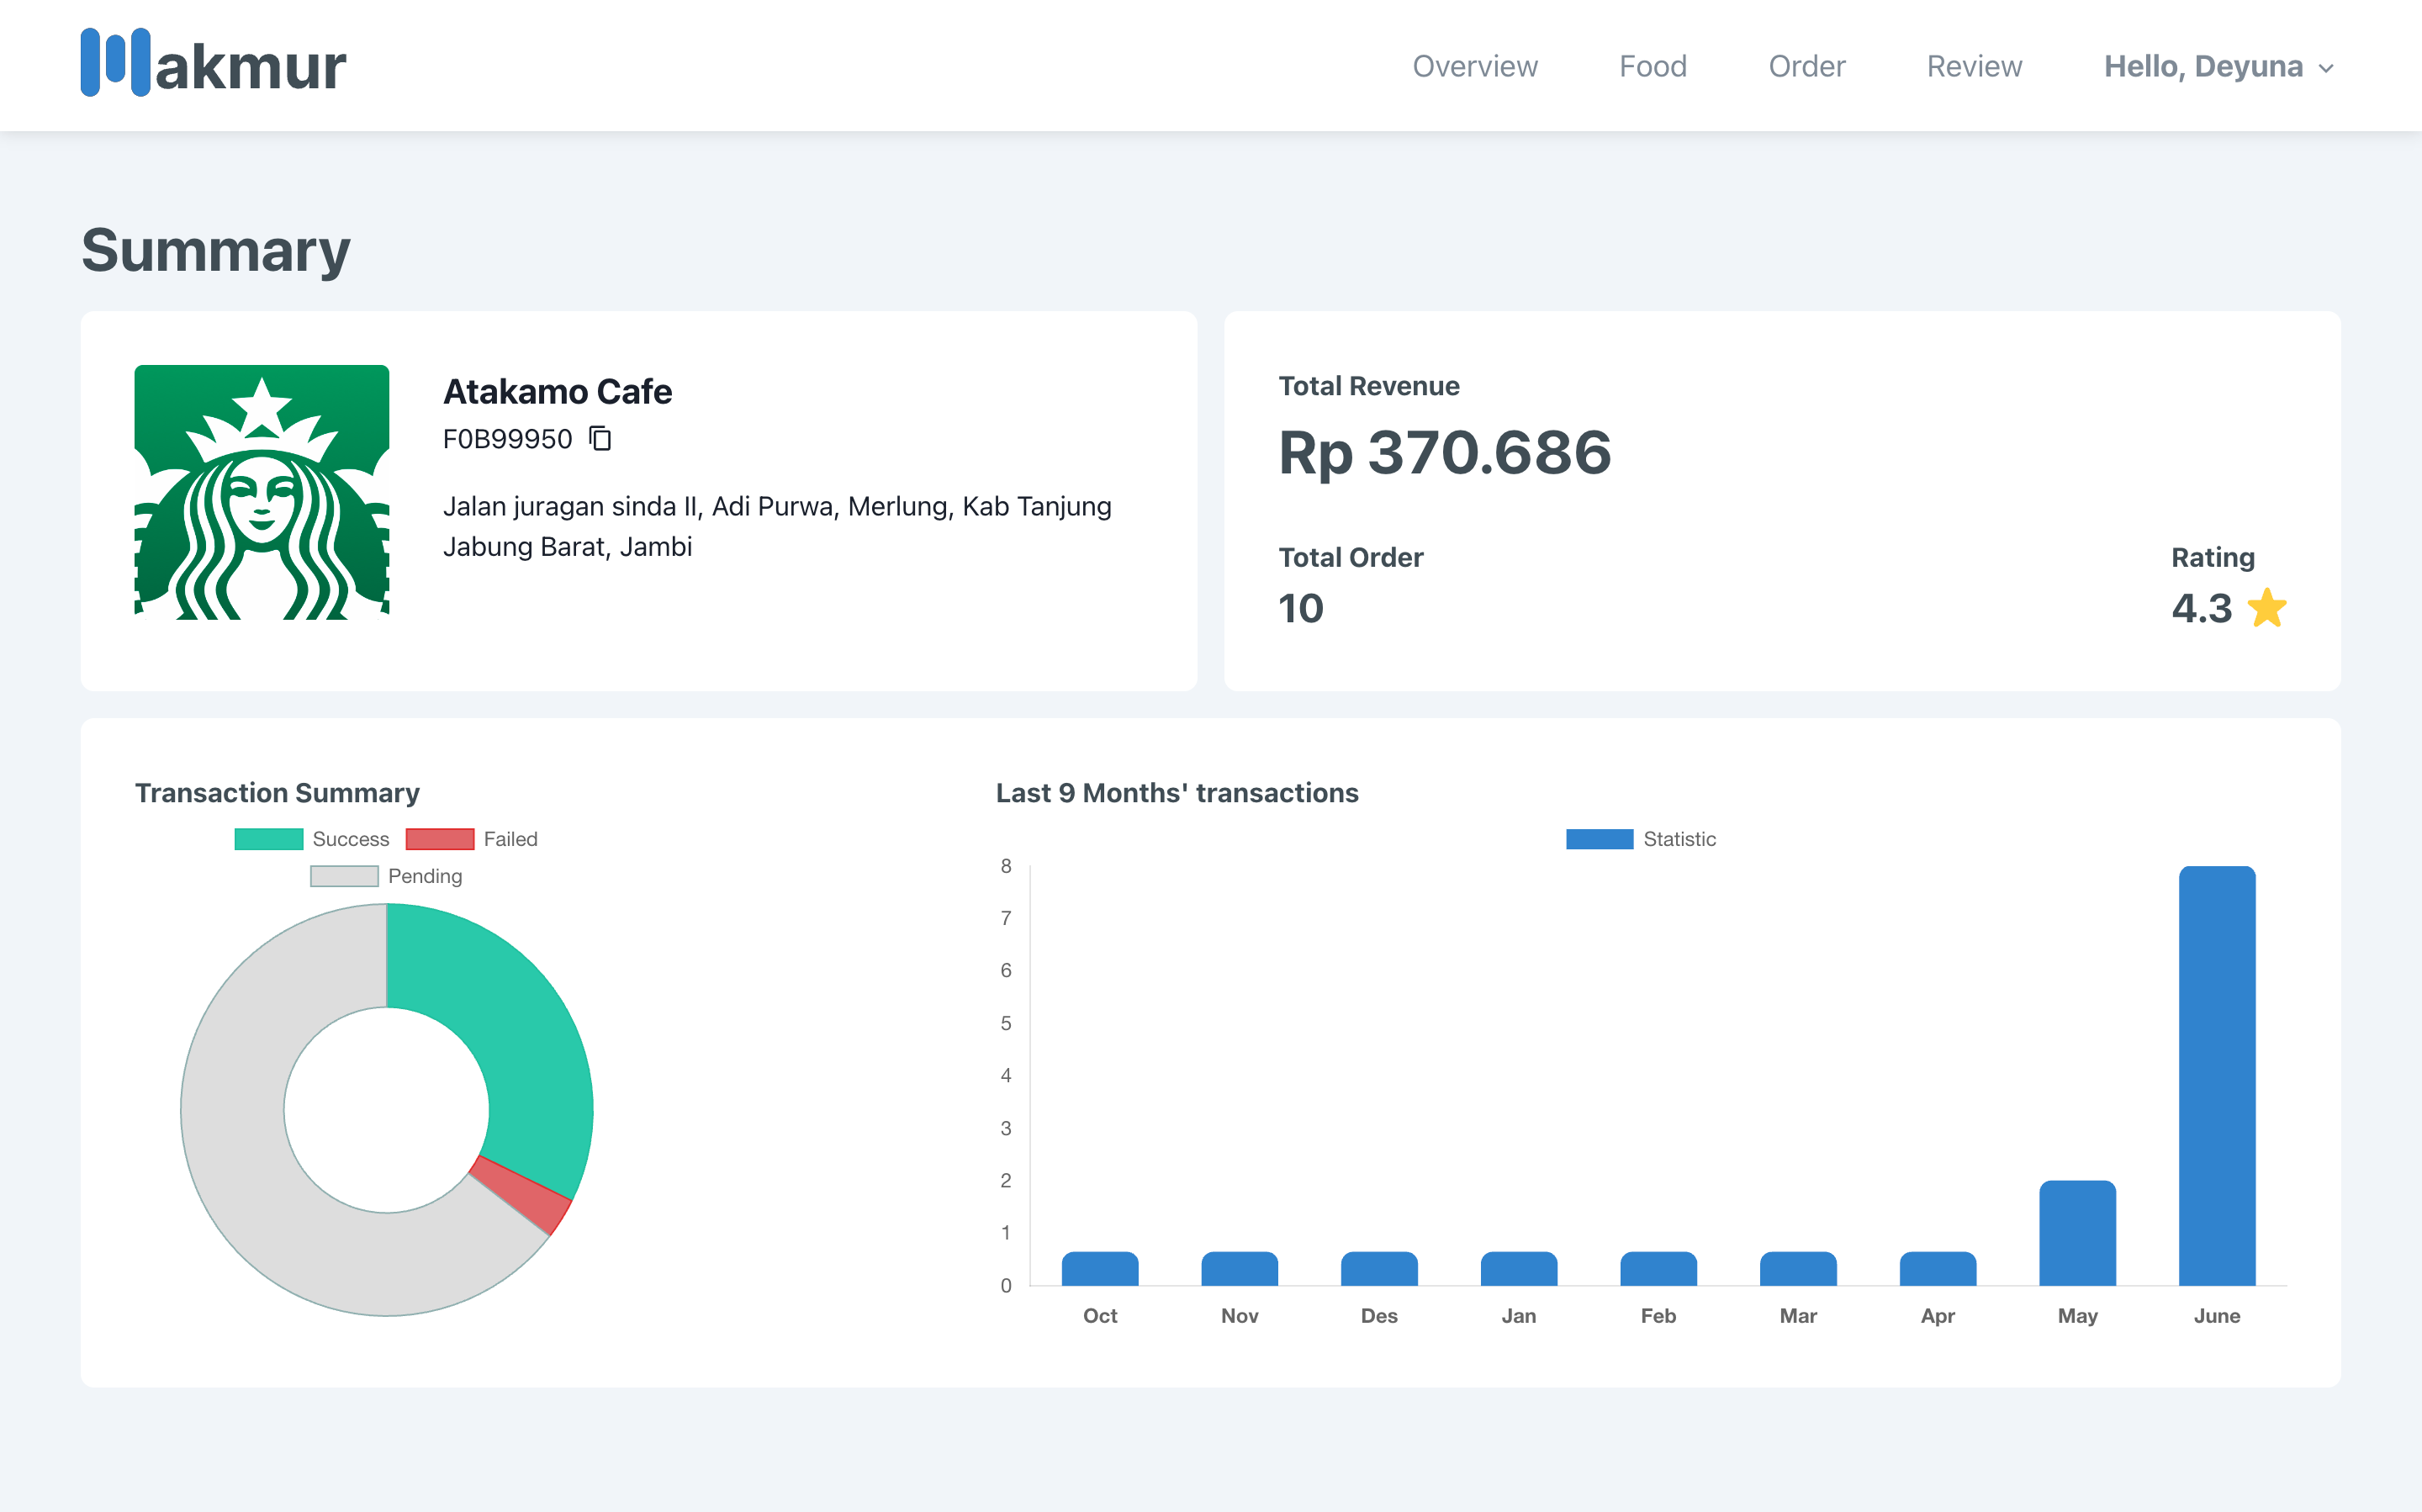 Makmur
Overview Food Order Review Hello, Deyuna
Summary
Atakamo Cafe
F0B99950
Jalan juragan sinda II, Adi Purwa, Merlung, Kab Tanjung
Jabung Barat, Jambi
Total Revenue
Rp 370.686
Total Order
10
Rating
4.3
Transaction Summary
Success Failed
Pending
Last 9 Months' transactions
Statistic
8
7
6
5
4
3
2
1
0
Oct Nov Des Jan Feb Mar Apr May June